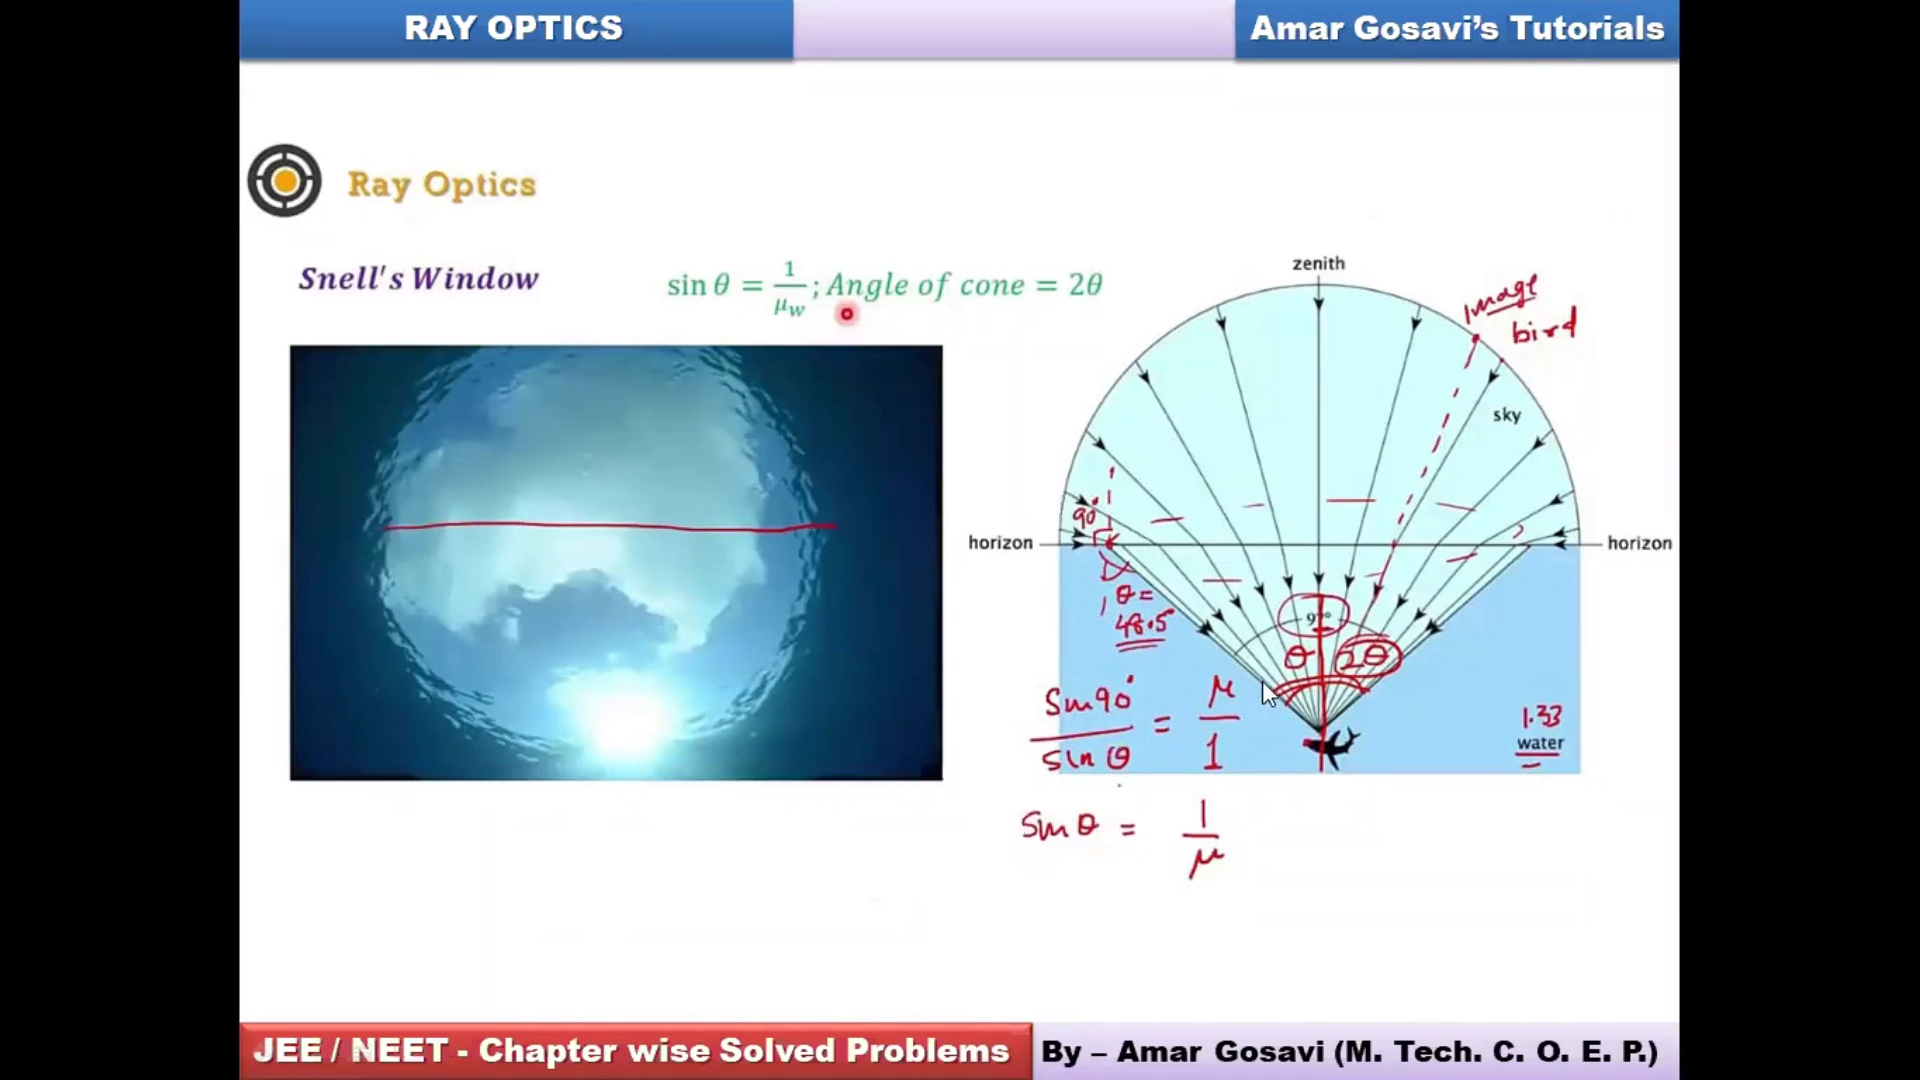 RAY OPTICS
Amar Gosavi's Tutorials
Ray Optics
Snell's Window
sin θ = 1/μw ; Angle of cone = 2θ
zenith
Image
bird
sky
90°
horizon
horizon
θ =
48.5°
97°
θ 2θ
Sin 90° / Sin θ = μ / 1
1.33
water
Sin θ = 1 / μ
JEE / NEET - Chapter wise Solved Problems
By – Amar Gosavi (M. Tech. C. O. E. P.)